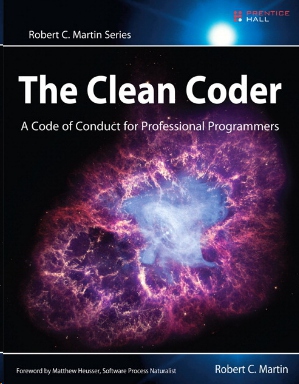 PRENTICE
HALL
Robert C. Martin Series
The Clean Coder
A Code of Conduct for Professional Programmers
Foreword by Matthew Heusser, Software Process Naturalist
Robert C. Martin